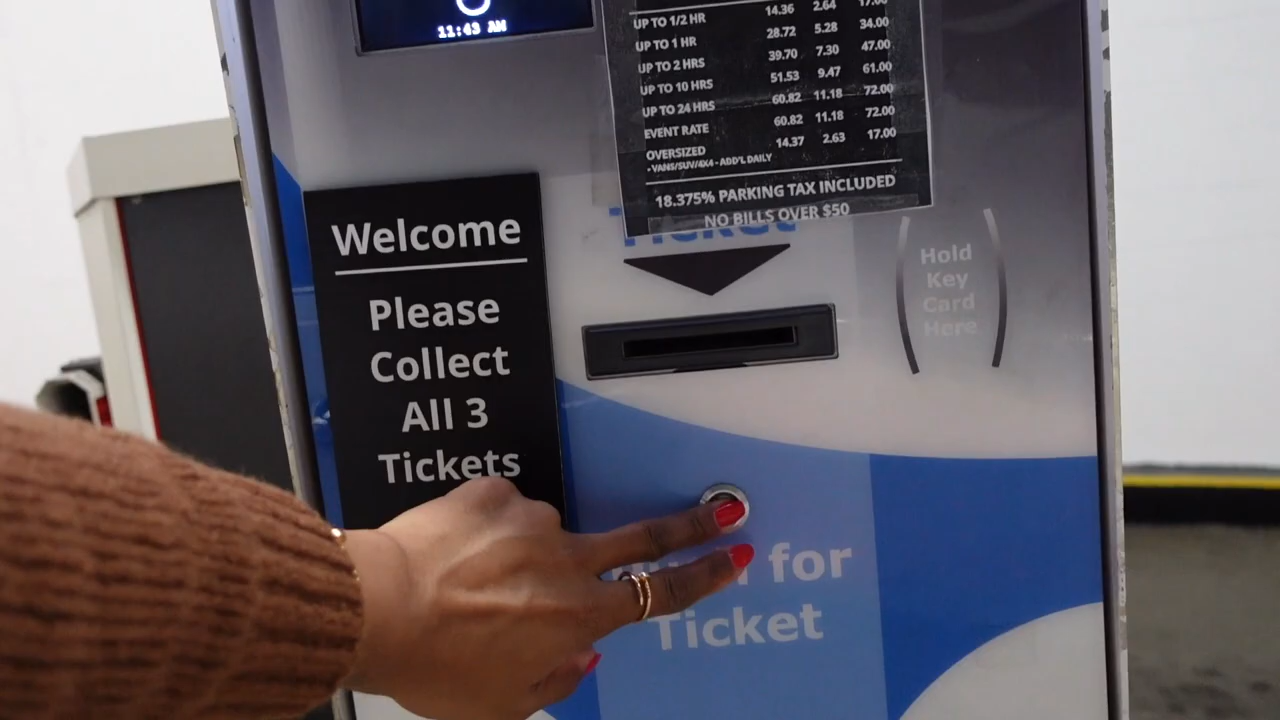 11:43 AM
UP TO 1/2 HR 14.36 2.64 17.00
UP TO 1 HR 28.72 5.28 34.00
UP TO 2 HRS 39.70 7.30 47.00
UP TO 10 HRS 51.53 9.47 61.00
UP TO 24 HRS 60.82 11.18 72.00
EVENT RATE 60.82 11.18 72.00
OVERSIZED 14.37 2.63 17.00
- VANS/SUV/4X4 - ADD'L DAILY
18.375% PARKING TAX INCLUDED
NO BILLS OVER $50
Ticket
Welcome
Please
Collect
All 3
Tickets
Hold
Key
Card
Here
for
Ticket